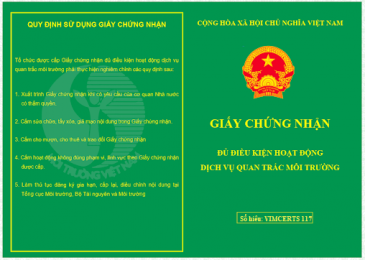 QUY ĐỊNH SỬ DỤNG GIẤY CHỨNG NHẬN
Tổ chức được cấp Giấy chứng nhận đủ điều kiện hoạt động dịch vụ
quan trắc môi trường phải thực hiện nghiêm chỉnh các quy định sau:
1. Xuất trình Giấy chứng nhận khi có yêu cầu của cơ quan Nhà nước
có thẩm quyền.
2. Cấm sửa chữa, tẩy xóa, giả mạo nội dung trong Giấy chứng nhận.
3. Cấm cho mượn, cho thuê và trao đổi Giấy chứng nhận.
4. Cấm hoạt động không đúng phạm vi, lĩnh vực theo Giấy chứng nhận
được cấp.
5. Làm thủ tục đăng ký gia hạn, cấp lại, điều chỉnh nội dung tại
Tổng cục Môi trường, Bộ Tài nguyên và Môi trường
CỘNG HÒA XÃ HỘI CHỦ NGHĨA VIỆT NAM
GIẤY CHỨNG NHẬN
ĐỦ ĐIỀU KIỆN HOẠT ĐỘNG
DỊCH VỤ QUAN TRẮC MÔI TRƯỜNG
Số hiệu: VIMCERTS 117